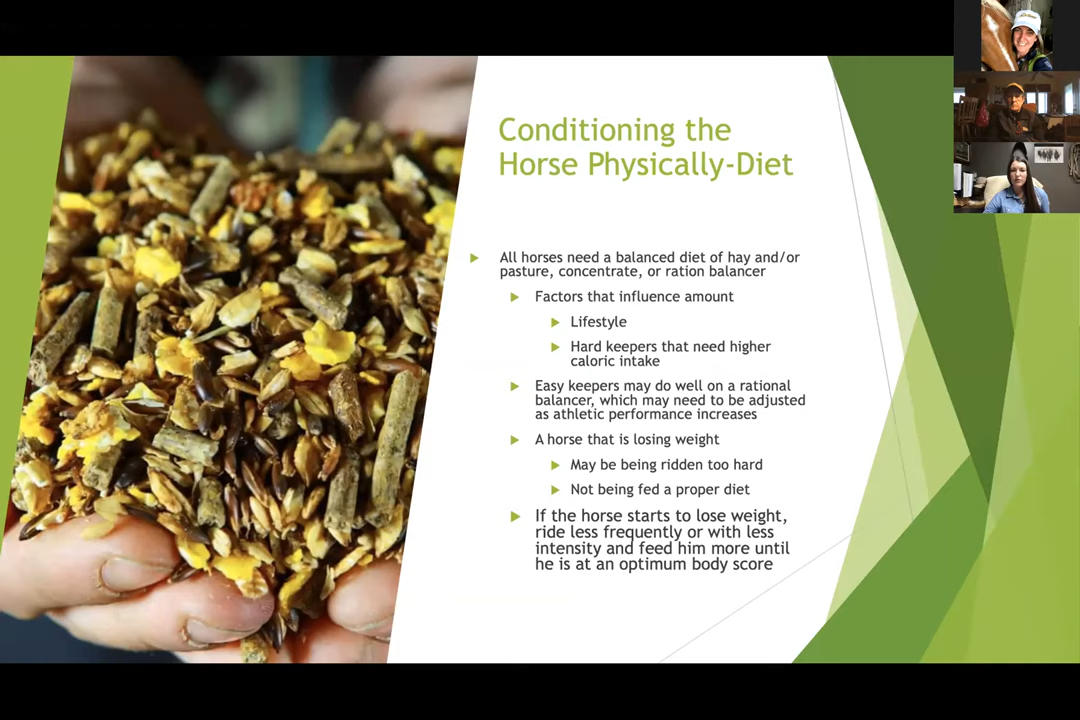 Conditioning the
Horse Physically-Diet
All horses need a balanced diet of hay and/or
pasture, concentrate, or ration balancer
Factors that influence amount
Lifestyle
Hard keepers that need higher
caloric intake
Easy keepers may do well on a rational
balancer, which may need to be adjusted
as athletic performance increases
A horse that is losing weight
May be being ridden too hard
Not being fed a proper diet
If the horse starts to lose weight,
ride less frequently or with less
intensity and feed him more until
he is at an optimum body score